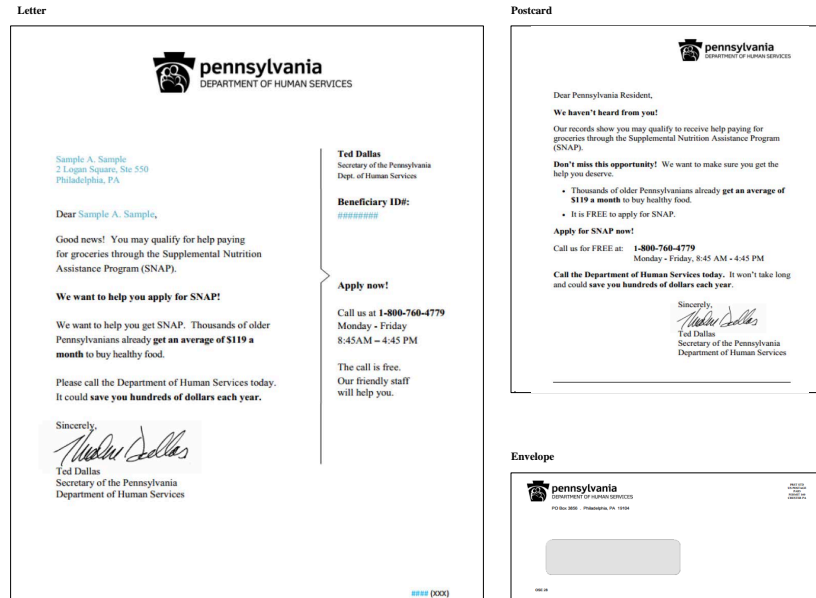 Letter
pennsylvania
DEPARTMENT OF HUMAN SERVICES
Sample A. Sample
2 Logan Square, Ste 550
Philadelphia, PA
Dear Sample A. Sample,
Good news! You may qualify for help paying
for groceries through the Supplemental Nutrition
Assistance Program (SNAP).
We want to help you apply for SNAP!
We want to help you get SNAP. Thousands of older
Pennsylvanians already get an average of $119 a
month to buy healthy food.
Please call the Department of Human Services today.
It could save you hundreds of dollars each year.
Sincerely,
Ted Dallas
Secretary of the Pennsylvania
Department of Human Services
Ted Dallas
Secretary of the Pennsylvania
Dept. of Human Services
Beneficiary ID#:
########
Apply now!
Call us at 1-800-760-4779
Monday - Friday
8:45AM – 4:45 PM
The call is free.
Our friendly staff
will help you.
#### (XXX)
Postcard
pennsylvania
DEPARTMENT OF HUMAN SERVICES
Dear Pennsylvania Resident,
We haven't heard from you!
Our records show you may qualify to receive help paying for
groceries through the Supplemental Nutrition Assistance Program
(SNAP).
Don't miss this opportunity! We want to make sure you get the
help you deserve.
• Thousands of older Pennsylvanians already get an average of
$119 a month to buy healthy food.
• It is FREE to apply for SNAP.
Apply for SNAP now!
Call us for FREE at: 1-800-760-4779
Monday - Friday, 8:45 AM - 4:45 PM
Call the Department of Human Services today. It won't take long
and could save you hundreds of dollars each year.
Sincerely,
Ted Dallas
Secretary of the Pennsylvania
Department of Human Services
Envelope
pennsylvania
DEPARTMENT OF HUMAN SERVICES
PO Box 3856 . Philadelphia, PA 19104